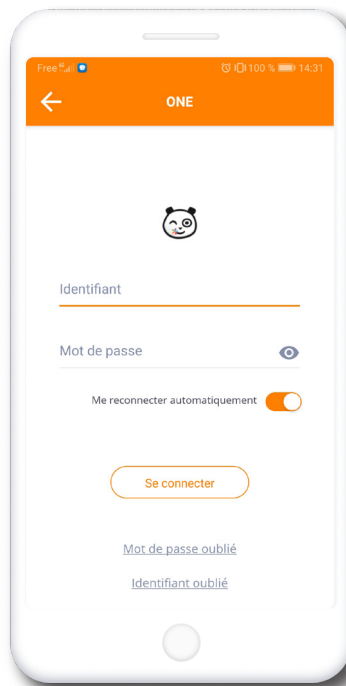 Free 4G 100 % 14:31
ONE
Identifiant
Mot de passe
Me reconnecter automatiquement
Se connecter
Mot de passe oublié
Identifiant oublié